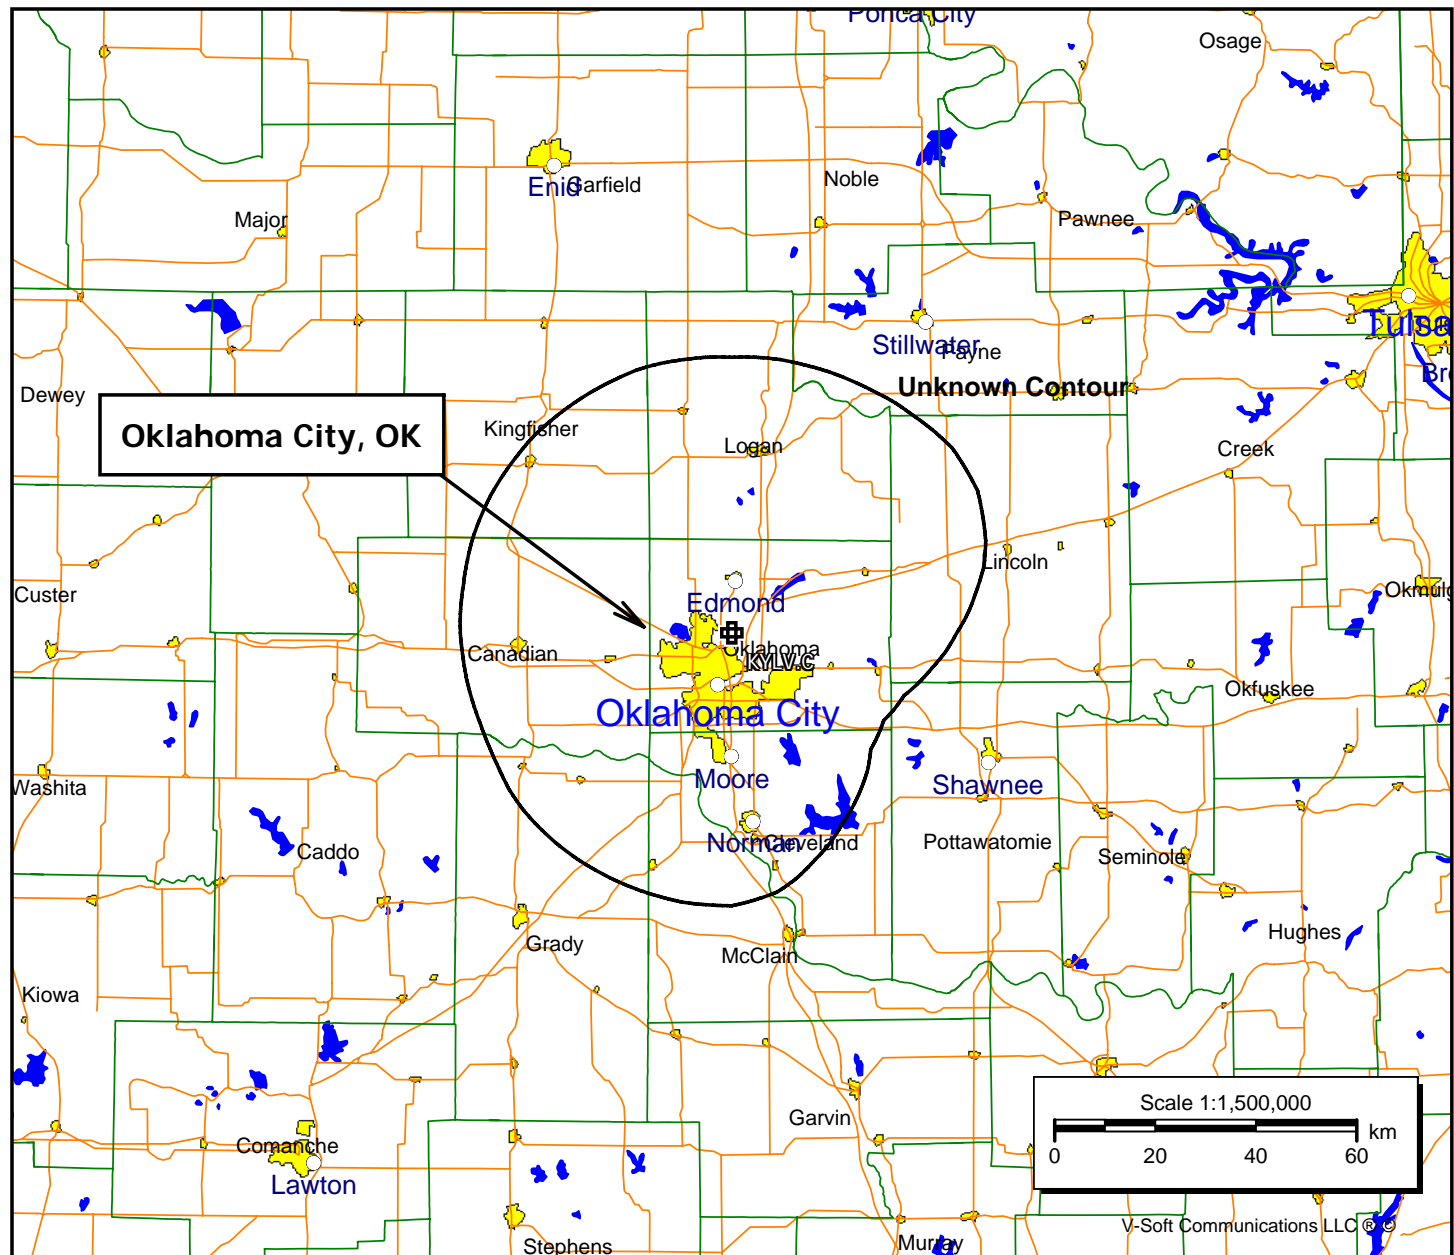 Ponca City
Osage
Enid
Garfield
Noble
Major
Pawnee
Tulsa
Stillwater
Payne
Dewey
Unknown Contour
Oklahoma City, OK
Kingfisher
Logan
Creek
Lincoln
Custer
Edmond
Canadian
Oklahoma
KYLV.C
Okfuskee
Oklahoma City
Moore
Shawnee
Washita
Norman
Cleveland
Pottawatomie
Caddo
Seminole
Hughes
Grady
McClain
Kiowa
Scale 1:1,500,000
km
0 20 40 60
Garvin
Comanche
Lawton
V-Soft Communications LLC ® ©
Stephens
Murray